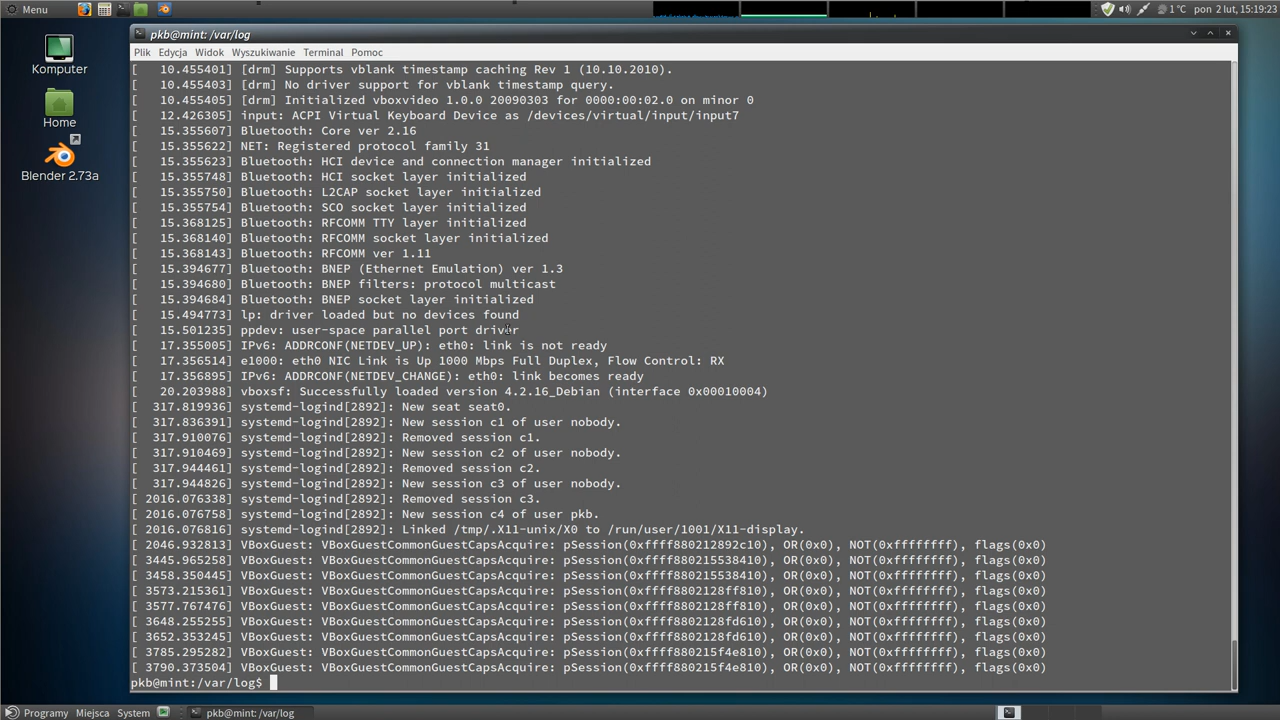 Menu
1 °C pon 2 lut, 15:19:23
pkb@mint: /var/log
Plik Edycja Widok Wyszukiwanie Terminal Pomoc
Komputer
Home
Blender 2.73a
[   10.455401] [drm] Supports vblank timestamp caching Rev 1 (10.10.2010).
[   10.455403] [drm] No driver support for vblank timestamp query.
[   10.455405] [drm] Initialized vboxvideo 1.0.0 20090303 for 0000:00:02.0 on minor 0
[   12.426305] input: ACPI Virtual Keyboard Device as /devices/virtual/input/input7
[   15.355607] Bluetooth: Core ver 2.16
[   15.355622] NET: Registered protocol family 31
[   15.355623] Bluetooth: HCI device and connection manager initialized
[   15.355748] Bluetooth: HCI socket layer initialized
[   15.355750] Bluetooth: L2CAP socket layer initialized
[   15.355754] Bluetooth: SCO socket layer initialized
[   15.368125] Bluetooth: RFCOMM TTY layer initialized
[   15.368140] Bluetooth: RFCOMM socket layer initialized
[   15.368143] Bluetooth: RFCOMM ver 1.11
[   15.394677] Bluetooth: BNEP (Ethernet Emulation) ver 1.3
[   15.394680] Bluetooth: BNEP filters: protocol multicast
[   15.394684] Bluetooth: BNEP socket layer initialized
[   15.494773] lp: driver loaded but no devices found
[   15.501235] ppdev: user-space parallel port driver
[   17.355005] IPv6: ADDRCONF(NETDEV_UP): eth0: link is not ready
[   17.356514] e1000: eth0 NIC Link is Up 1000 Mbps Full Duplex, Flow Control: RX
[   17.356895] IPv6: ADDRCONF(NETDEV_CHANGE): eth0: link becomes ready
[   20.203988] vboxsf: Successfully loaded version 4.2.16_Debian (interface 0x00010004)
[  317.819936] systemd-logind[2892]: New seat seat0.
[  317.836391] systemd-logind[2892]: New session c1 of user nobody.
[  317.910076] systemd-logind[2892]: Removed session c1.
[  317.910469] systemd-logind[2892]: New session c2 of user nobody.
[  317.944461] systemd-logind[2892]: Removed session c2.
[  317.944826] systemd-logind[2892]: New session c3 of user nobody.
[ 2016.076338] systemd-logind[2892]: Removed session c3.
[ 2016.076758] systemd-logind[2892]: New session c4 of user pkb.
[ 2016.076816] systemd-logind[2892]: Linked /tmp/.X11-unix/X0 to /run/user/1001/X11-display.
[ 2046.932813] VBoxGuest: VBoxGuestCommonGuestCapsAcquire: pSession(0xffff880212892c10), OR(0x0), NOT(0xffffffff), flags(0x0)
[ 3445.965258] VBoxGuest: VBoxGuestCommonGuestCapsAcquire: pSession(0xffff880215538410), OR(0x0), NOT(0xffffffff), flags(0x0)
[ 3458.350445] VBoxGuest: VBoxGuestCommonGuestCapsAcquire: pSession(0xffff880215538410), OR(0x0), NOT(0xffffffff), flags(0x0)
[ 3573.215361] VBoxGuest: VBoxGuestCommonGuestCapsAcquire: pSession(0xffff8802128ff810), OR(0x0), NOT(0xffffffff), flags(0x0)
[ 3577.767476] VBoxGuest: VBoxGuestCommonGuestCapsAcquire: pSession(0xffff8802128ff810), OR(0x0), NOT(0xffffffff), flags(0x0)
[ 3648.255255] VBoxGuest: VBoxGuestCommonGuestCapsAcquire: pSession(0xffff8802128fd610), OR(0x0), NOT(0xffffffff), flags(0x0)
[ 3652.353245] VBoxGuest: VBoxGuestCommonGuestCapsAcquire: pSession(0xffff8802128fd610), OR(0x0), NOT(0xffffffff), flags(0x0)
[ 3785.295282] VBoxGuest: VBoxGuestCommonGuestCapsAcquire: pSession(0xffff880215f4e810), OR(0x0), NOT(0xffffffff), flags(0x0)
[ 3790.373504] VBoxGuest: VBoxGuestCommonGuestCapsAcquire: pSession(0xffff880215f4e810), OR(0x0), NOT(0xffffffff), flags(0x0)
pkb@mint:/var/log$
Programy Miejsca System pkb@mint: /var/log